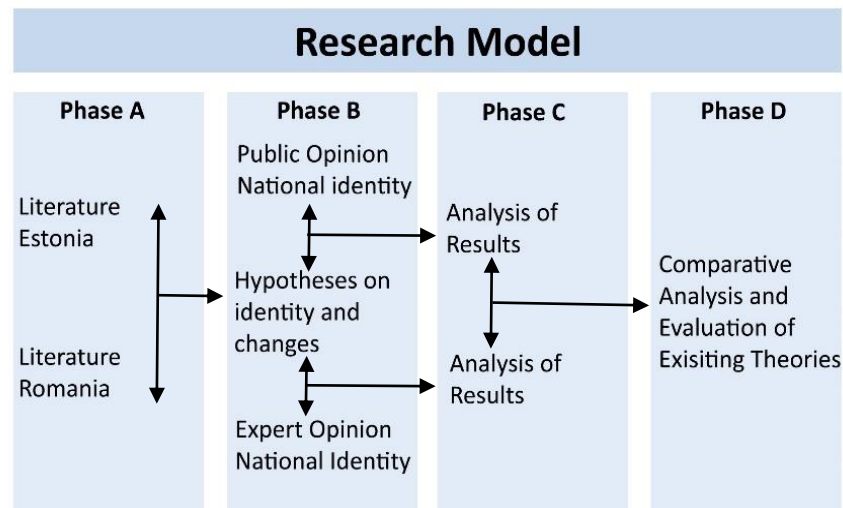 Research Model
Phase A
Literature
Estonia
Literature
Romania
Phase B
Public Opinion
National identity
Hypotheses on
identity and
changes
Expert Opinion
National Identity
Phase C
Analysis of
Results
Analysis of
Results
Phase D
Comparative
Analysis and
Evaluation of
Exisiting Theories